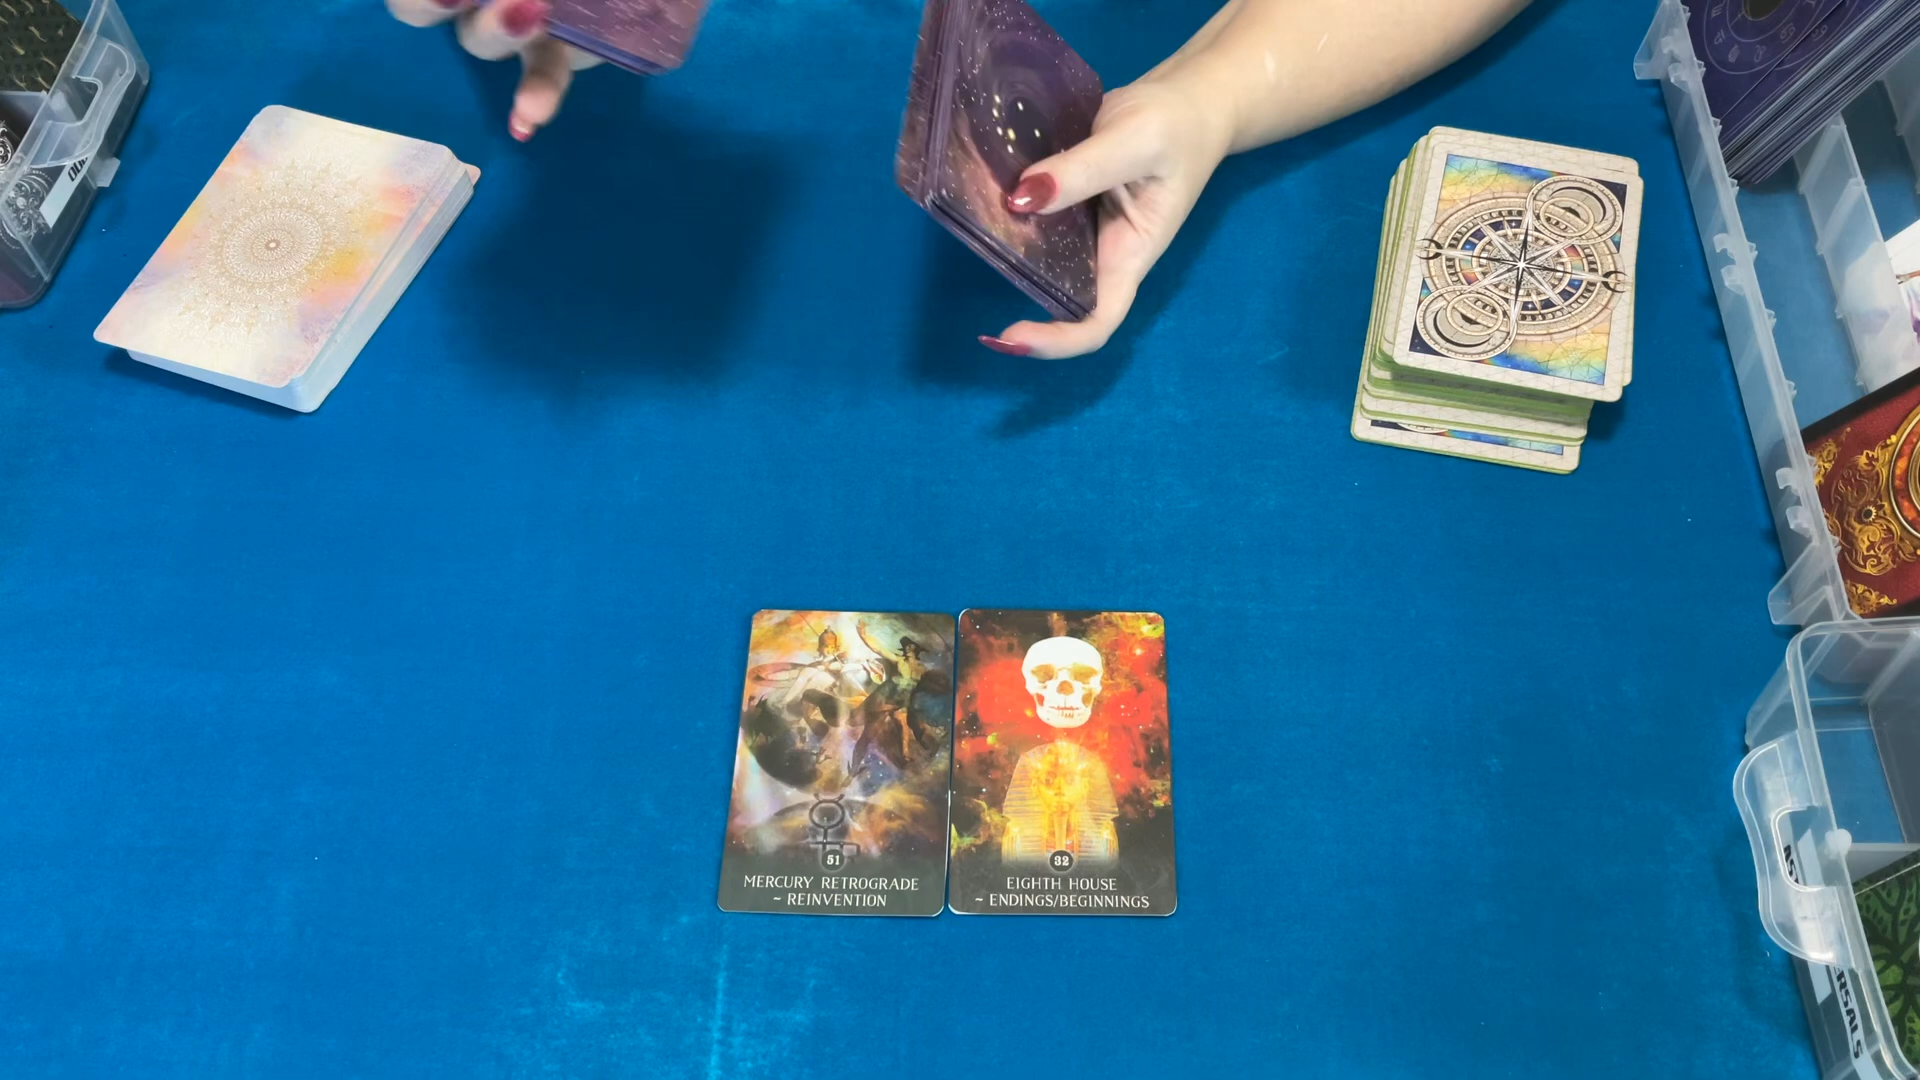 51
MERCURY RETROGRADE
~ REINVENTION
32
EIGHTH HOUSE
~ ENDINGS/BEGINNINGS